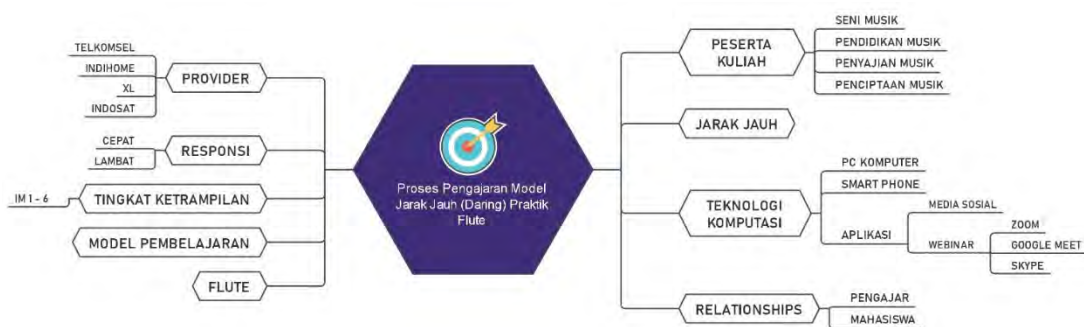 TELKOMSEL
INDIHOME
XL
INDOSAT
PROVIDER
CEPAT
LAMBAT
RESPONSI
IM 1 - 6
TINGKAT KETRAMPILAN
MODEL PEMBELAJARAN
FLUTE
Proses Pengajaran Model
Jarak Jauh (Daring) Praktik
Flute
PESERTA
KULIAH
SENI MUSIK
PENDIDIKAN MUSIK
PENYAJIAN MUSIK
PENCIPTAAN MUSIK
JARAK JAUH
TEKNOLOGI
KOMPUTASI
PC KOMPUTER
SMART PHONE
APLIKASI
MEDIA SOSIAL
WEBINAR
ZOOM
GOOGLE MEET
SKYPE
RELATIONSHIPS
PENGAJAR
MAHASISWA